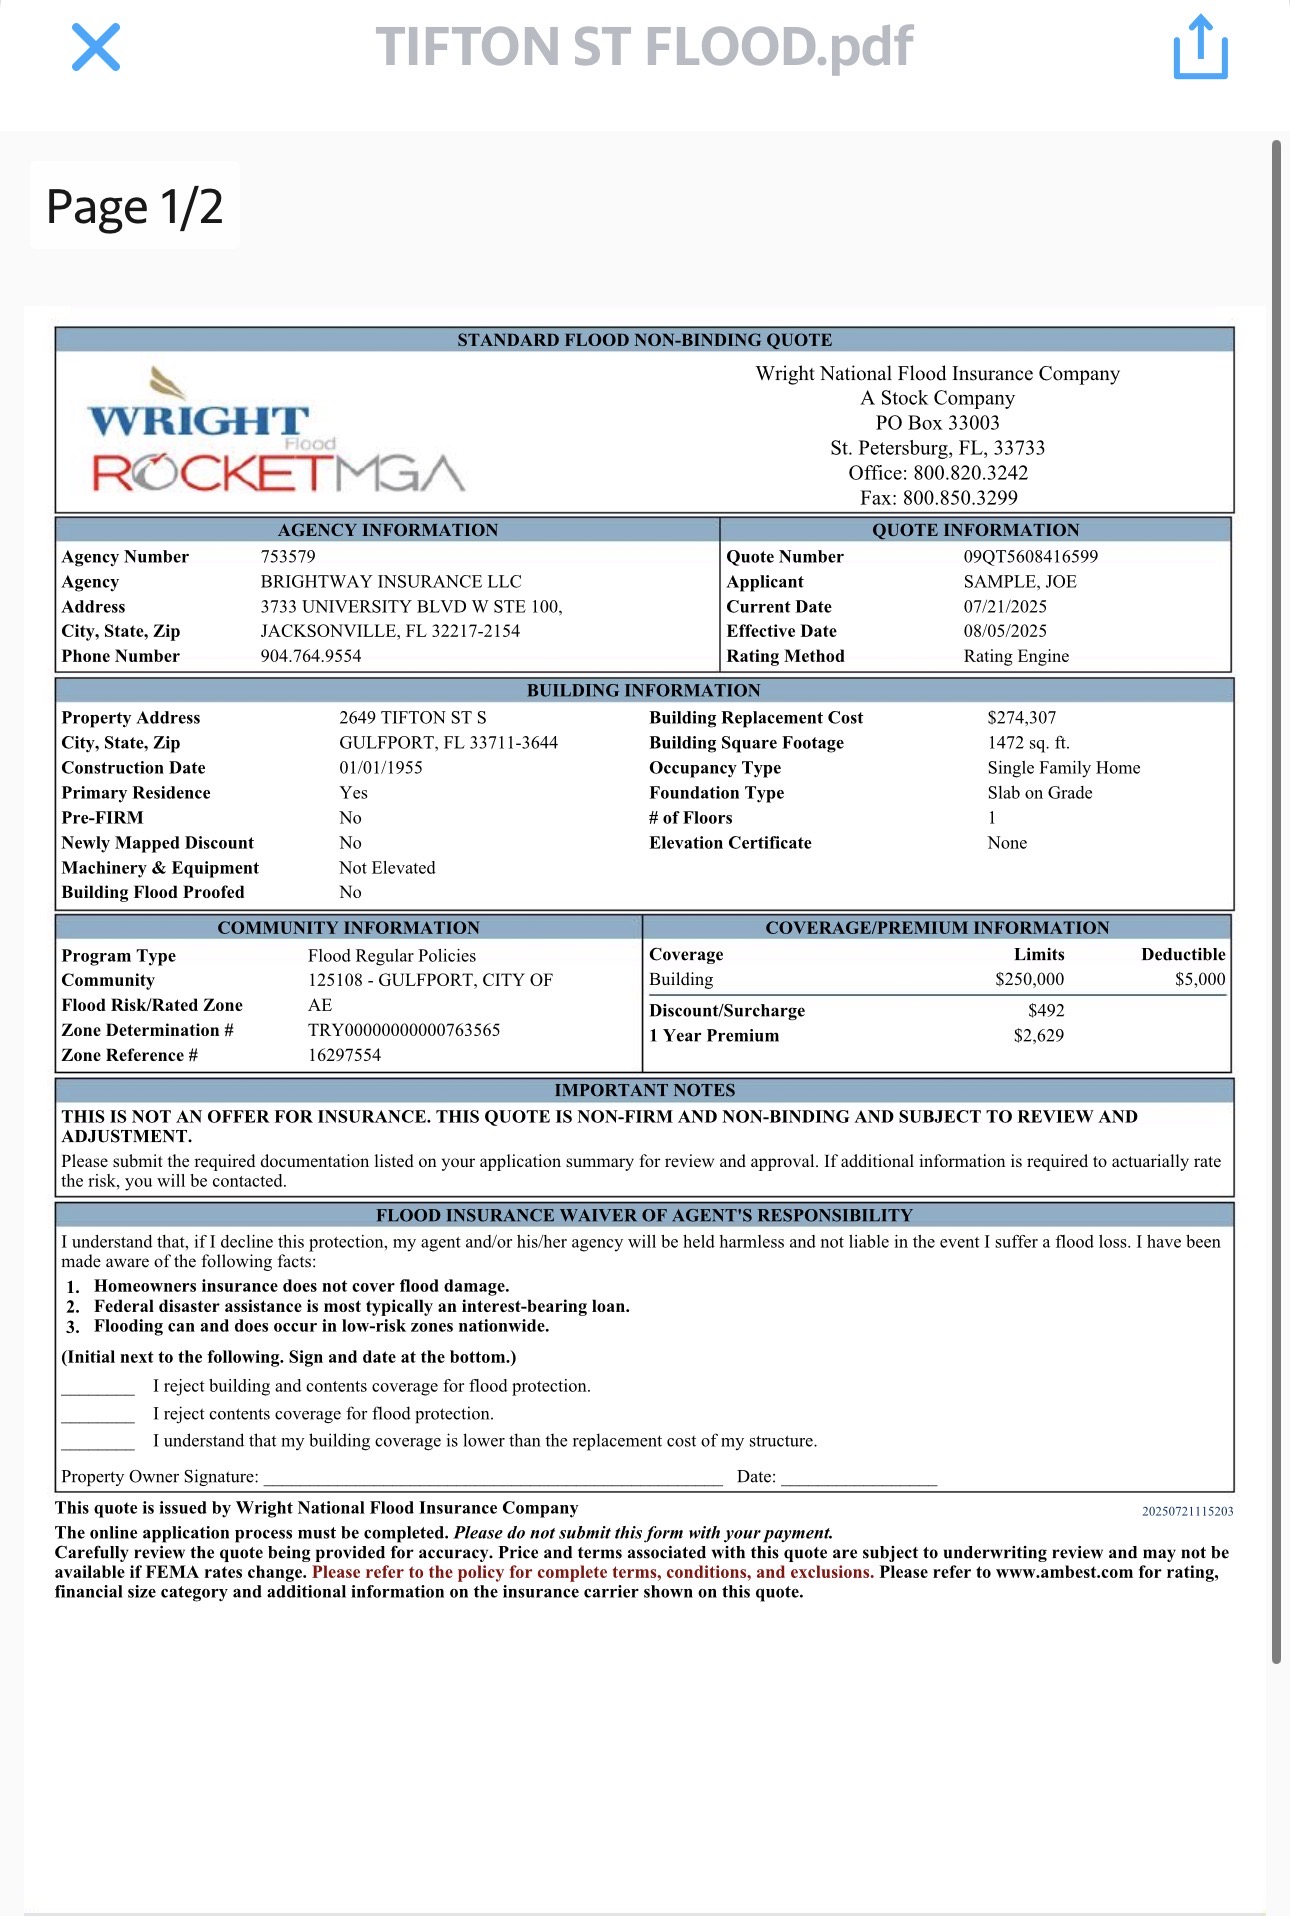 TIFTON ST FLOOD.pdf
Page 1/2
STANDARD FLOOD NON-BINDING QUOTE
WRIGHT
Flood
ROCKETMGA
Wright National Flood Insurance Company
A Stock Company
PO Box 33003
St. Petersburg, FL, 33733
Office: 800.820.3242
Fax: 800.850.3299
AGENCY INFORMATION
Agency Number 753579
Agency BRIGHTWAY INSURANCE LLC
Address 3733 UNIVERSITY BLVD W STE 100,
City, State, Zip JACKSONVILLE, FL 32217-2154
Phone Number 904.764.9554
QUOTE INFORMATION
Quote Number 09QT5608416599
Applicant SAMPLE, JOE
Current Date 07/21/2025
Effective Date 08/05/2025
Rating Method Rating Engine
BUILDING INFORMATION
Property Address 2649 TIFTON ST S
City, State, Zip GULFPORT, FL 33711-3644
Construction Date 01/01/1955
Primary Residence Yes
Pre-FIRM No
Newly Mapped Discount No
Machinery & Equipment Not Elevated
Building Flood Proofed No
Building Replacement Cost $274,307
Building Square Footage 1472 sq. ft.
Occupancy Type Single Family Home
Foundation Type Slab on Grade
# of Floors 1
Elevation Certificate None
COMMUNITY INFORMATION
Program Type Flood Regular Policies
Community 125108 - GULFPORT, CITY OF
Flood Risk/Rated Zone AE
Zone Determination # TRY00000000000763565
Zone Reference # 16297554
COVERAGE/PREMIUM INFORMATION
Coverage Limits Deductible
Building $250,000 $5,000
Discount/Surcharge $492
1 Year Premium $2,629
IMPORTANT NOTES
THIS IS NOT AN OFFER FOR INSURANCE. THIS QUOTE IS NON-FIRM AND NON-BINDING AND SUBJECT TO REVIEW AND
ADJUSTMENT.
Please submit the required documentation listed on your application summary for review and approval. If additional information is required to actuarially rate
the risk, you will be contacted.
FLOOD INSURANCE WAIVER OF AGENT'S RESPONSIBILITY
I understand that, if I decline this protection, my agent and/or his/her agency will be held harmless and not liable in the event I suffer a flood loss. I have been
made aware of the following facts:
1. Homeowners insurance does not cover flood damage.
2. Federal disaster assistance is most typically an interest-bearing loan.
3. Flooding can and does occur in low-risk zones nationwide.
(Initial next to the following. Sign and date at the bottom.)
________ I reject building and contents coverage for flood protection.
________ I reject contents coverage for flood protection.
________ I understand that my building coverage is lower than the replacement cost of my structure.
Property Owner Signature: ________________ Date: ________________
This quote is issued by Wright National Flood Insurance Company
20250721115203
The online application process must be completed. Please do not submit this form with your payment.
Carefully review the quote being provided for accuracy. Price and terms associated with this quote are subject to underwriting review and may not be
available if FEMA rates change. Please refer to the policy for complete terms, conditions, and exclusions. Please refer to www.ambest.com for rating,
financial size category and additional information on the insurance carrier shown on this quote.